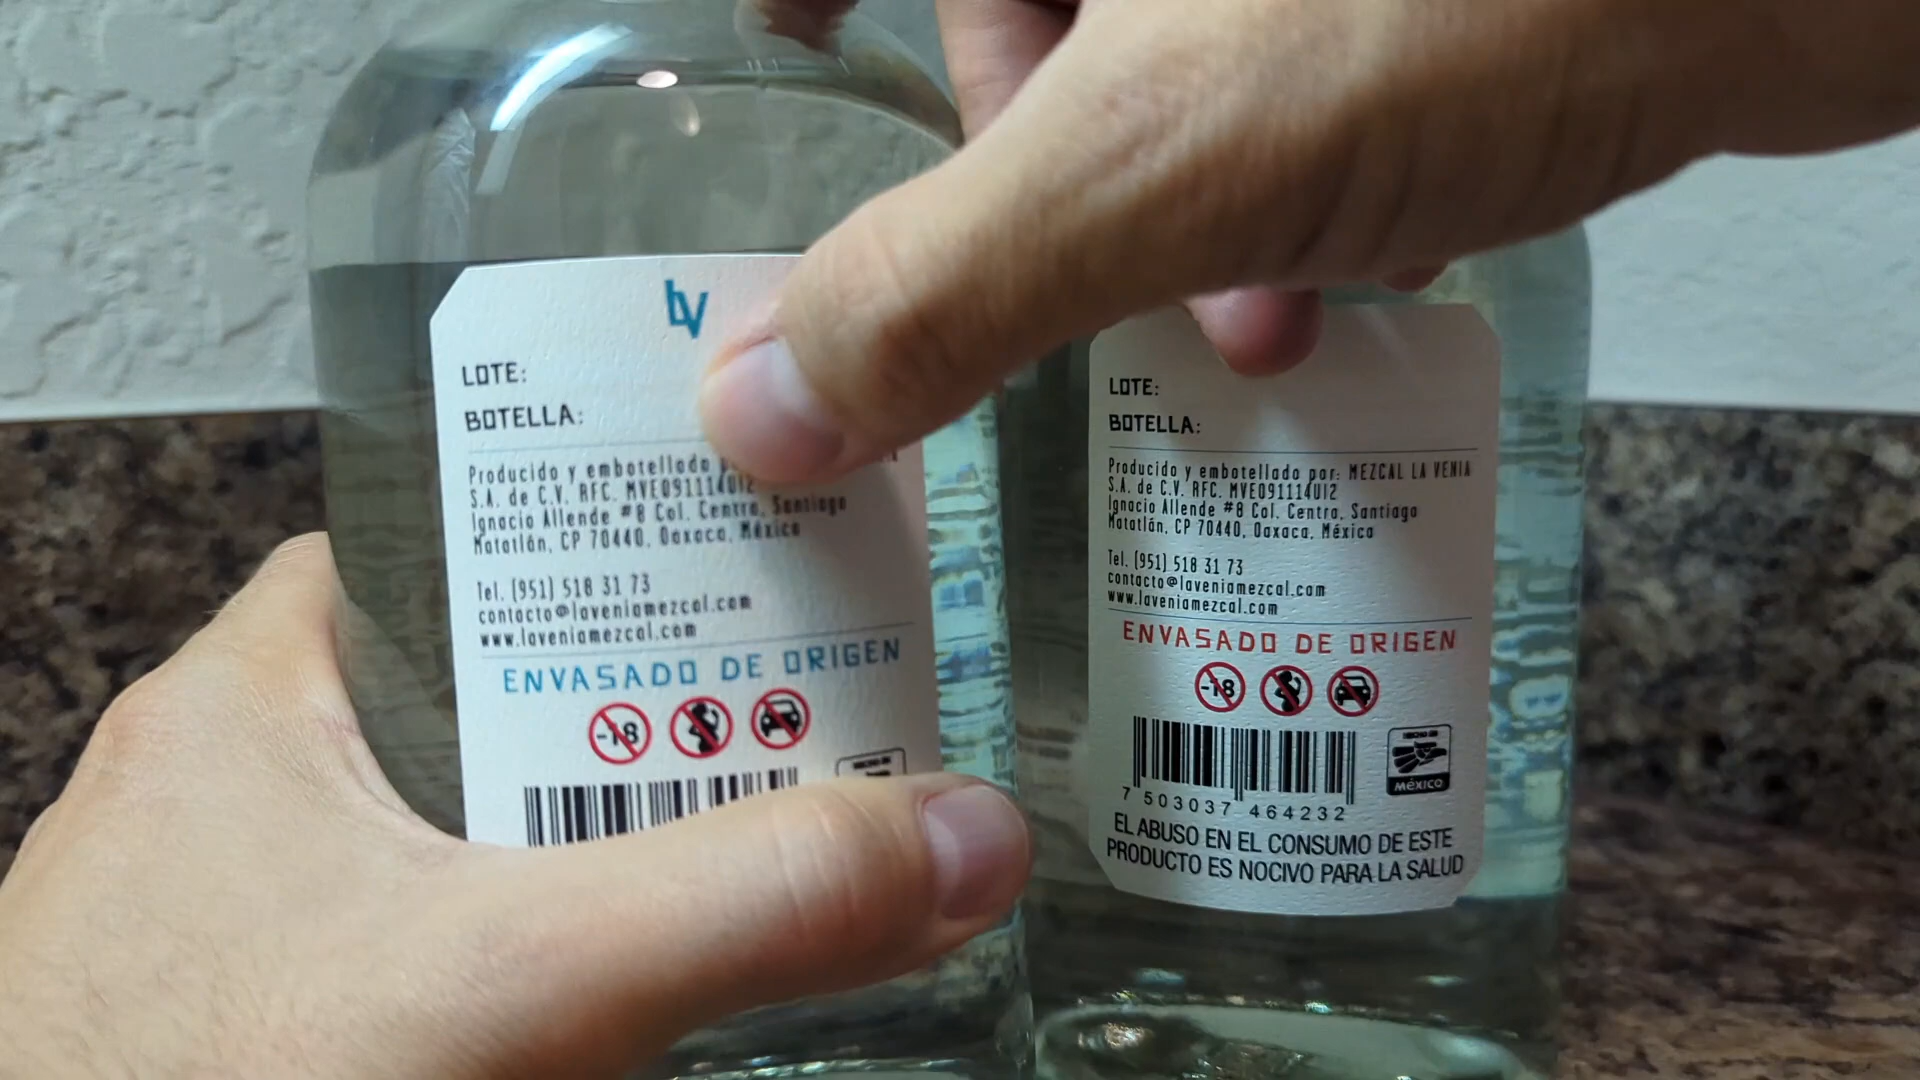 LV
LOTE:
BOTELLA:
Producido y embotellado
S.A. de C.V. RFC. MVE091114UI2
Ignacio Allende #8 Col. Centro, Santiago
Matatlán, CP 70440, Oaxaca, México
Tel. (951) 518 31 73
contacto@laveniamezcal.com
www.laveniamezcal.com
ENVASADO DE ORIGEN
-18
LOTE:
BOTELLA:
Producido y embotellado por: MEZCAL LA VENIA
S.A. de C.V. RFC. MVE091114UI2
Ignacio Allende #8 Col. Centro, Santiago
Matatlán, CP 70440, Oaxaca, México
Tel. (951) 518 31 73
contacto@laveniamezcal.com
www.laveniamezcal.com
ENVASADO DE ORIGEN
-18
HECHO EN
MÉXICO
7 503037 464232
EL ABUSO EN EL CONSUMO DE ESTE
PRODUCTO ES NOCIVO PARA LA SALUD